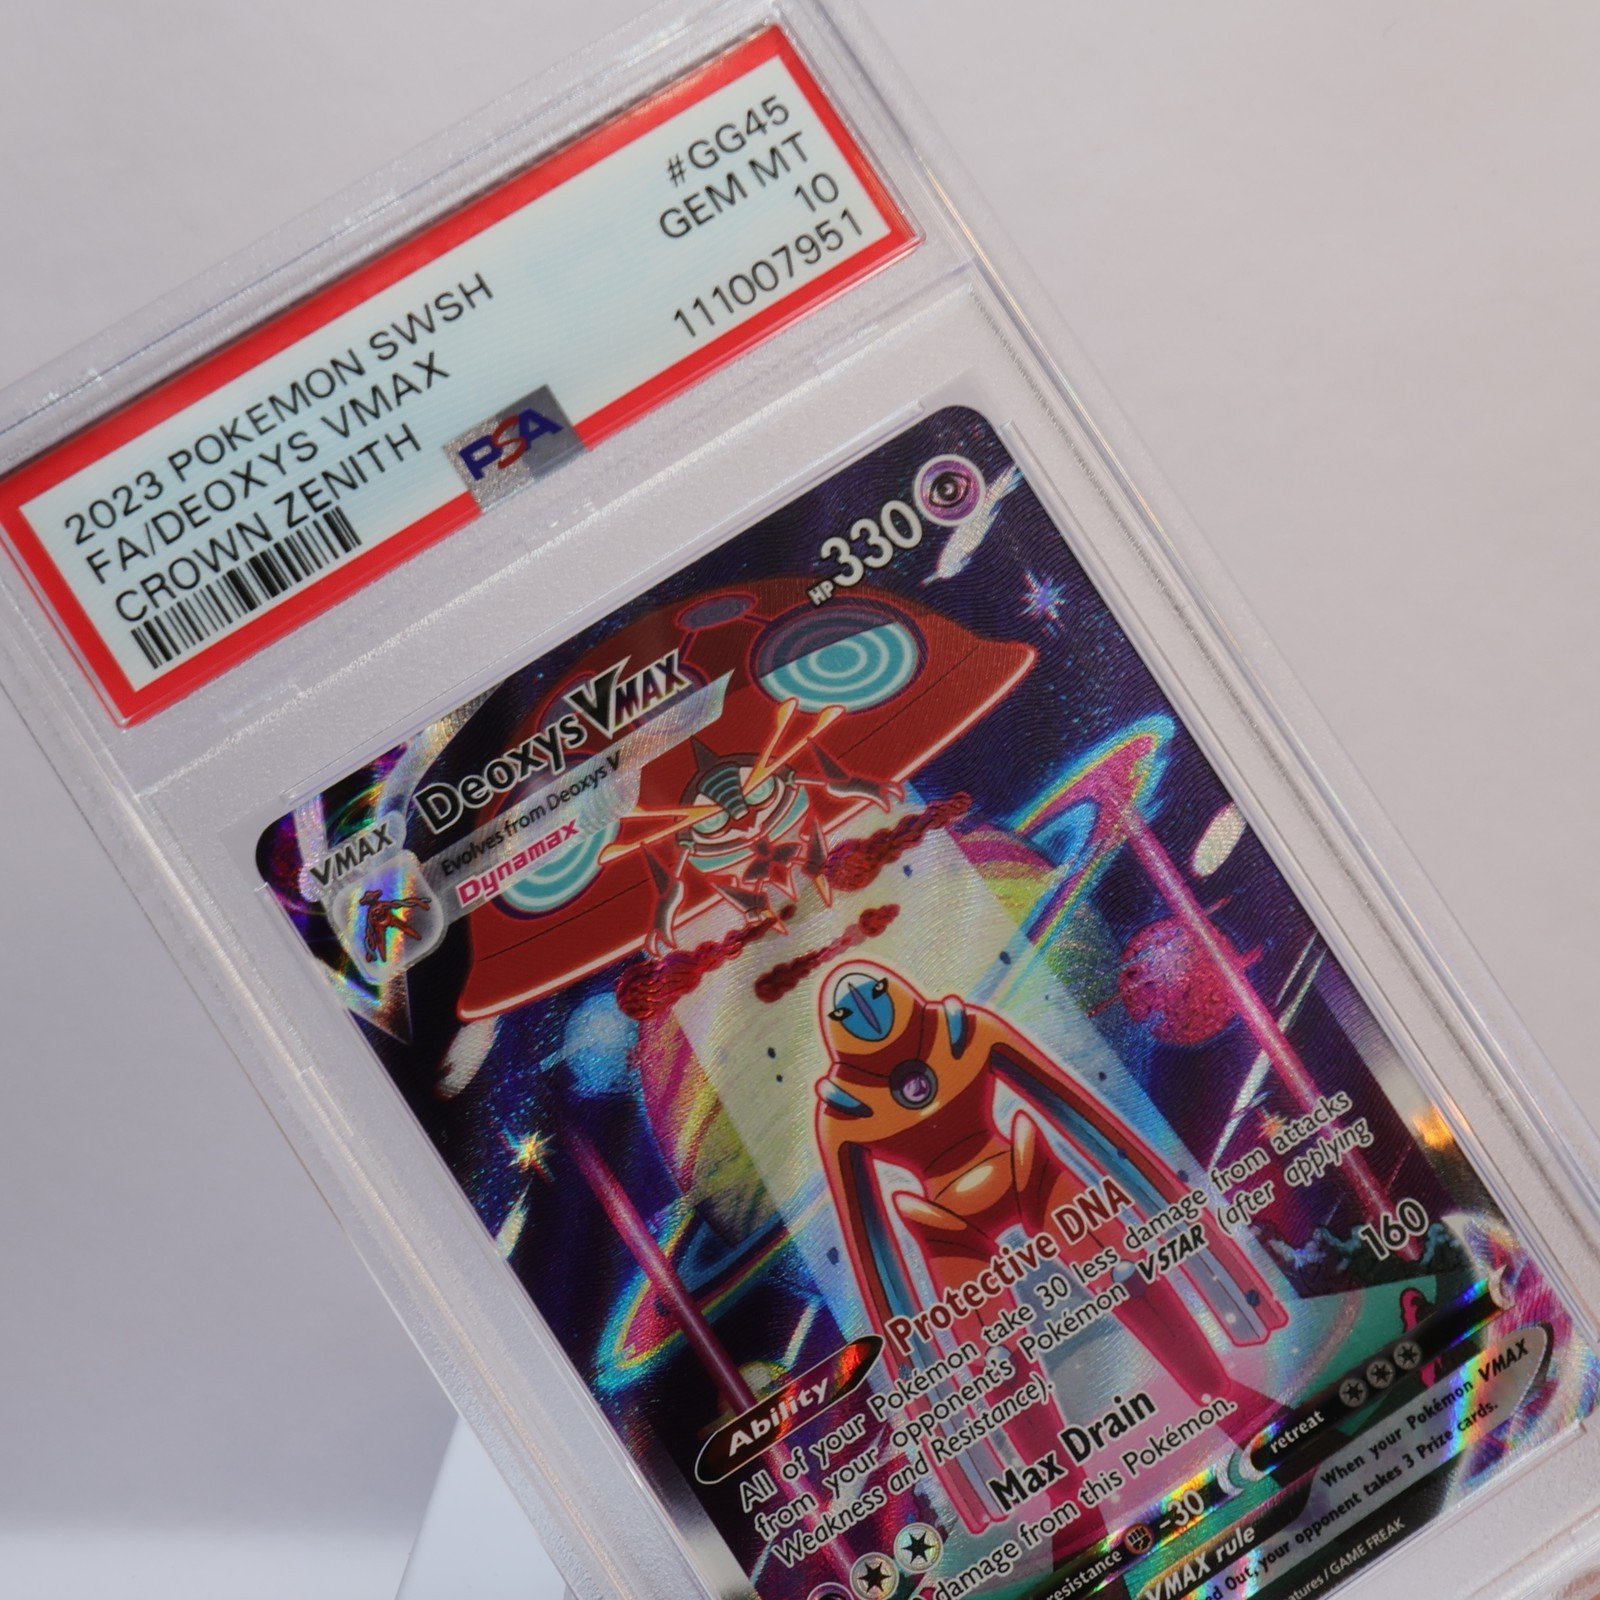 2023 POKEMON SWSH
FA/DEOXYS VMAX
CROWN ZENITH
#GG45
GEM MT
10
111007951
PSA
VMAX
Deoxys VMAX
HP 330
Evolves from Deoxys V
Dynamax
Ability Protective DNA
All of your Pokémon take 30 less damage from attacks
from your opponent's Pokémon VSTAR (after applying
Weakness and Resistance).
Max Drain 160
damage from this Pokémon.
resistance -30
retreat
VMAX rule
When your Pokémon VMAX
Out, your opponent takes 3 Prize cards.
/ GAME FREAK